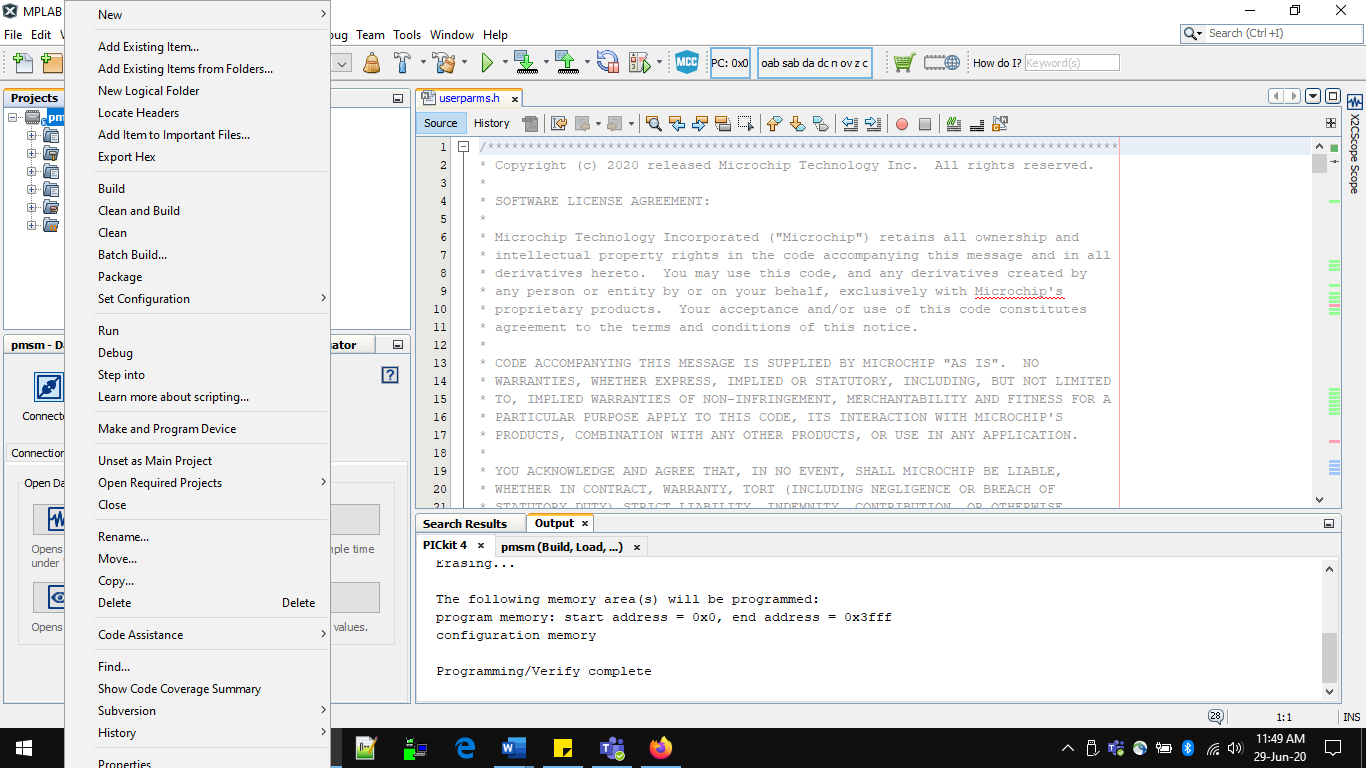 MPLAB
File Edit
bug Team Tools Window Help
Search (Ctrl +I)
MCC
PC: 0x0
oab sab da dc n ov z c
How do I? Keyword(s)
Projects
pm
New
Add Existing Item...
Add Existing Items from Folders...
New Logical Folder
Locate Headers
Add Item to Important Files...
Export Hex
Build
Clean and Build
Clean
Batch Build...
Package
Set Configuration
Run
Debug
Step into
Learn more about scripting...
Make and Program Device
Unset as Main Project
Open Required Projects
Close
Rename...
Move...
Copy...
Delete Delete
Code Assistance
Find...
Show Code Coverage Summary
Subversion
History
Properties
pmsm - Da
ator
?
Connecte
Connection
Open Da
Opens
under '
mple time
Opens
values.
userparms.h
Source History
X2CScope Scope
1 /*******************************************************************************
2 * Copyright (c) 2020 released Microchip Technology Inc.  All rights reserved.
3 *
4 * SOFTWARE LICENSE AGREEMENT:
5 *
6 * Microchip Technology Incorporated ("Microchip") retains all ownership and
7 * intellectual property rights in the code accompanying this message and in all
8 * derivatives hereto.  You may use this code, and any derivatives created by
9 * any person or entity by or on your behalf, exclusively with Microchip's
10 * proprietary products.  Your acceptance and/or use of this code constitutes
11 * agreement to the terms and conditions of this notice.
12 *
13 * CODE ACCOMPANYING THIS MESSAGE IS SUPPLIED BY MICROCHIP "AS IS".  NO
14 * WARRANTIES, WHETHER EXPRESS, IMPLIED OR STATUTORY, INCLUDING, BUT NOT LIMITED
15 * TO, IMPLIED WARRANTIES OF NON-INFRINGEMENT, MERCHANTABILITY AND FITNESS FOR A
16 * PARTICULAR PURPOSE APPLY TO THIS CODE, ITS INTERACTION WITH MICROCHIP'S
17 * PRODUCTS, COMBINATION WITH ANY OTHER PRODUCTS, OR USE IN ANY APPLICATION.
18 *
19 * YOU ACKNOWLEDGE AND AGREE THAT, IN NO EVENT, SHALL MICROCHIP BE LIABLE,
20 * WHETHER IN CONTRACT, WARRANTY, TORT (INCLUDING NEGLIGENCE OR BREACH OF
21 * STATUTORY DUTY) STRICT LIABILITY, INDEMNITY, CONTRIBUTION, OR OTHERWISE
Search Results Output
PICkit 4 pmsm (Build, Load, ...)
Erasing...
The following memory area(s) will be programmed:
program memory: start address = 0x0, end address = 0x3fff
configuration memory
Programming/Verify complete
28 1:1 INS
11:49 AM
29-Jun-20